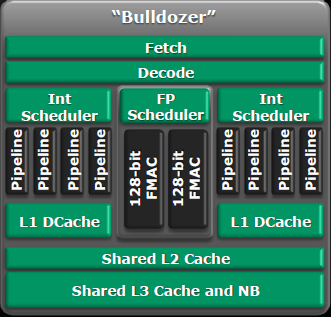 “Bulldozer”
Fetch
Decode
Int
Scheduler
FP
Scheduler
Int
Scheduler
Pipeline
Pipeline
Pipeline
Pipeline
128-bit
FMAC
128-bit
FMAC
Pipeline
Pipeline
Pipeline
Pipeline
L1 DCache
L1 DCache
Shared L2 Cache
Shared L3 Cache and NB